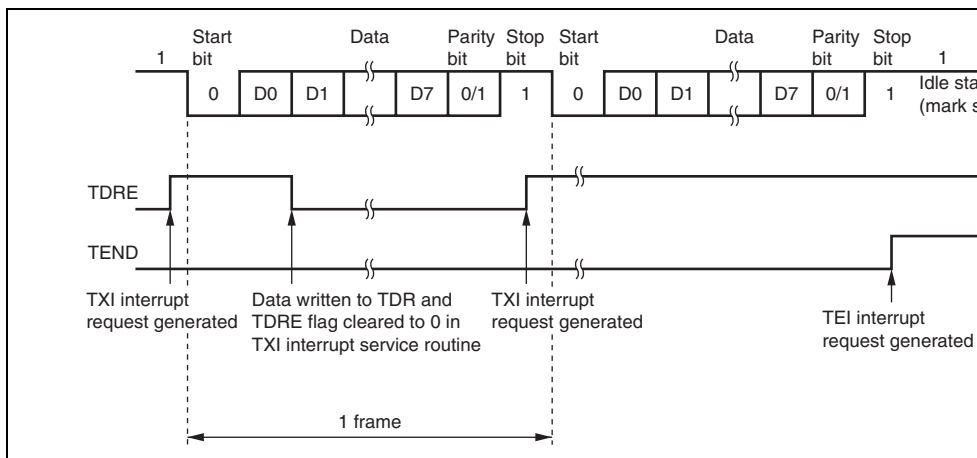 1
Start bit
Data
Parity bit
Stop bit
Start bit
Data
Parity bit
Stop bit
1
0 D0 D1 D7 0/1 1 0 D0 D1 D7 0/1 1
Idle sta
(mark s
TDRE
TEND
TXI interrupt
request generated
Data written to TDR and
TDRE flag cleared to 0 in
TXI interrupt service routine
TXI interrupt
request generated
TEI interrupt
request generated
1 frame